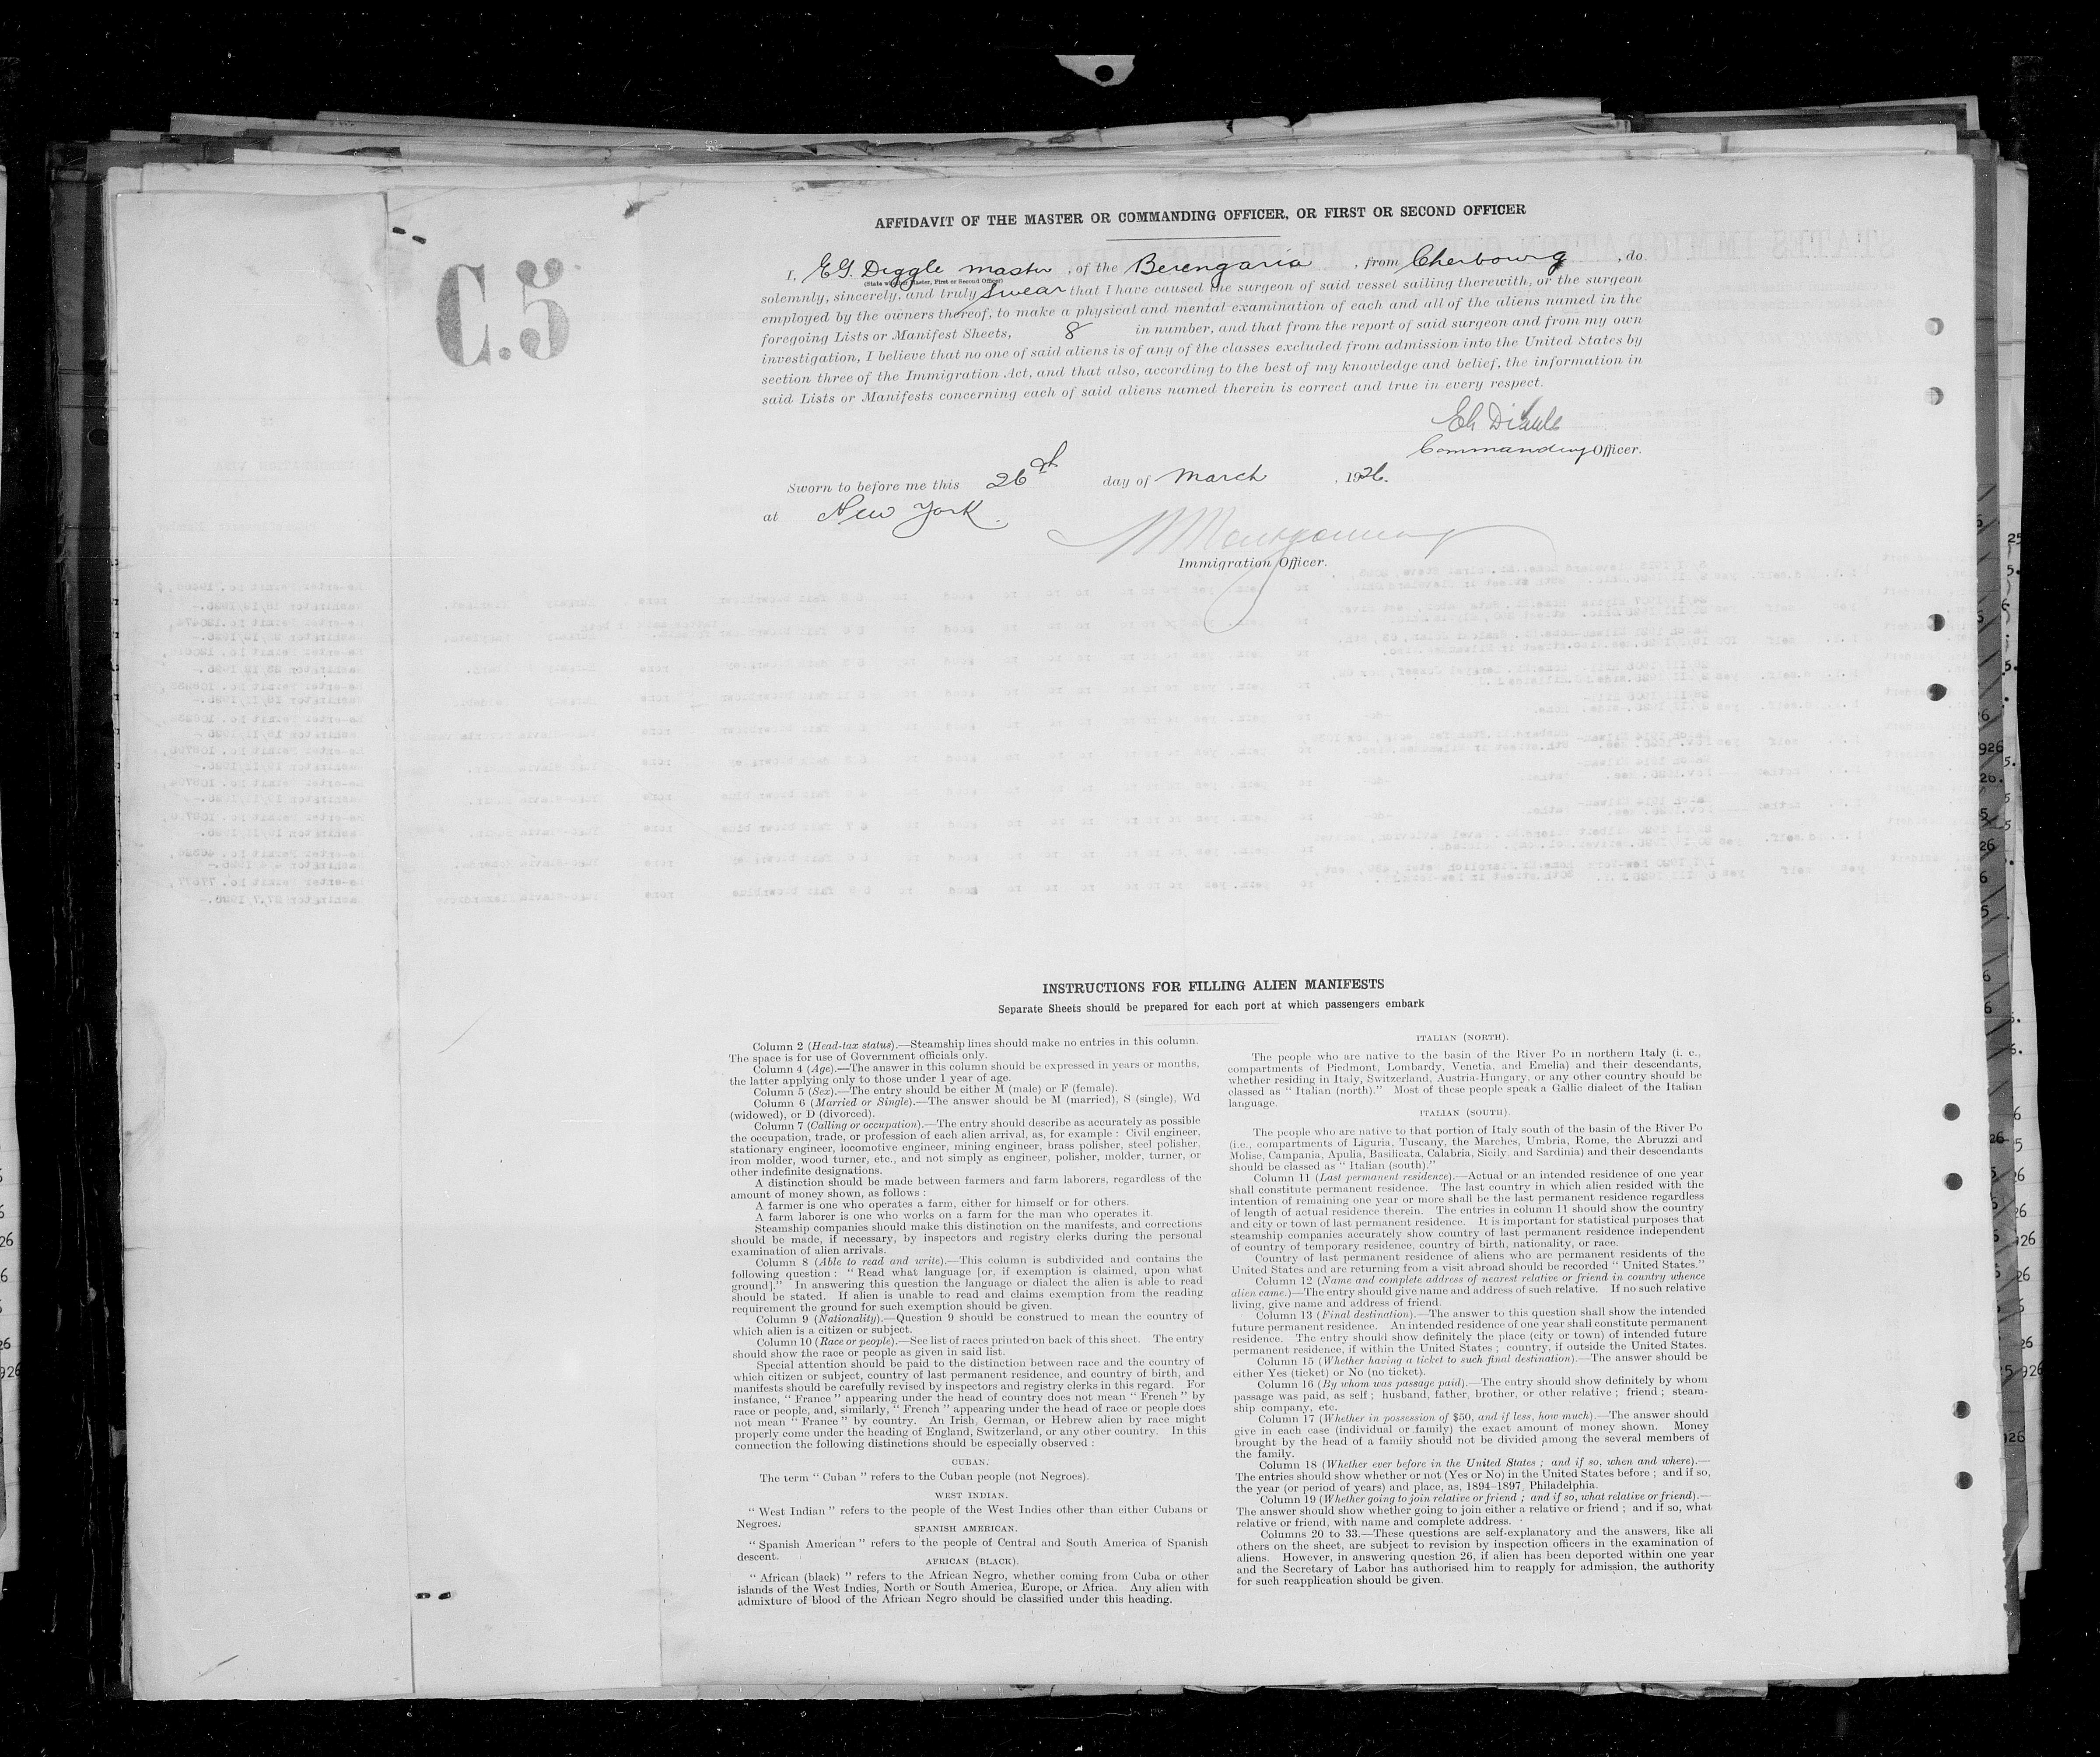 C.5
AFFIDAVIT OF THE MASTER OR COMMANDING OFFICER, OR FIRST OR SECOND OFFICER
I, E.G. Diggle master, of the Berengaria, from Cherbourg, do
(State whether Master, First or Second Officer)
solemnly, sincerely, and truly swear that I have caused the surgeon of said vessel sailing therewith, or the surgeon
employed by the owners thereof, to make a physical and mental examination of each and all of the aliens named in the
foregoing Lists or Manifest Sheets, 8 in number, and that from the report of said surgeon and from my own
investigation, I believe that no one of said aliens is of any of the classes excluded from admission into the United States by
section three of the Immigration Act, and that also, according to the best of my knowledge and belief, the information in
said Lists or Manifests concerning each of said aliens named therein is correct and true in every respect.
Commanding Officer.
Sworn to before me this 26th day of March, 1926.
at New York.
Montgomery
Immigration Officer.
INSTRUCTIONS FOR FILLING ALIEN MANIFESTS
Separate Sheets should be prepared for each port at which passengers embark
Column 2 (Head-tax status).—Steamship lines should make no entries in this column.
The space is for use of Government officials only.
Column 4 (Age).—The answer in this column should be expressed in years or months,
the latter applying only to those under 1 year of age.
Column 5 (Sex).—The entry should be either M (male) or F (female).
Column 6 (Married or Single).—The answer should be M (married), S (single), Wd
(widowed), or D (divorced).
Column 7 (Calling or occupation).—The entry should describe as accurately as possible
the occupation, trade, or profession of each alien arrival, as, for example : Civil engineer,
stationary engineer, locomotive engineer, mining engineer, brass polisher, steel polisher,
iron molder, wood turner, etc., and not simply as engineer, polisher, molder, turner, or
other indefinite designations.
A distinction should be made between farmers and farm laborers, regardless of the
amount of money shown, as follows :
A farmer is one who operates a farm, either for himself or for others.
A farm laborer is one who works on a farm for the man who operates it.
Steamship companies should make this distinction on the manifests, and corrections
should be made, if necessary, by inspectors and registry clerks during the personal
examination of alien arrivals.
Column 8 (Able to read and write).—This column is subdivided and contains the
following question : “ Read what language [or, if exemption is claimed, upon what
ground].” In answering this question the language or dialect the alien is able to read
should be stated. If alien is unable to read and claims exemption from the reading
requirement the ground for such exemption should be given.
Column 9 (Nationality).—Question 9 should be construed to mean the country of
which alien is a citizen or subject.
Column 10 (Race or people).—See list of races printed on back of this sheet. The entry
should show the race or people as given in said list.
Special attention should be paid to the distinction between race and the country of
which citizen or subject, country of last permanent residence, and country of birth, and
manifests should be carefully revised by inspectors and registry clerks in this regard. For
instance, “ France ” appearing under the head of country does not mean “ French ” by
race or people, and, similarly, “ French ” appearing under the head of race or people does
not mean “ France ” by country. An Irish, German, or Hebrew alien by race might
properly come under the heading of England, Switzerland, or any other country. In this
connection the following distinctions should be especially observed :
CUBAN.
The term “ Cuban ” refers to the Cuban people (not Negroes).
WEST INDIAN.
“ West Indian ” refers to the people of the West Indies other than either Cubans or
Negroes.
SPANISH AMERICAN.
“ Spanish American ” refers to the people of Central and South America of Spanish
descent.
AFRICAN (BLACK).
“ African (black) ” refers to the African Negro, whether coming from Cuba or other
islands of the West Indies, North or South America, Europe, or Africa. Any alien with
admixture of blood of the African Negro should be classified under this heading.
ITALIAN (NORTH).
The people who are native to the basin of the River Po in northern Italy (i. e.,
compartments of Piedmont, Lombardy, Venetia, and Emelia) and their descendants,
whether residing in Italy, Switzerland, Austria-Hungary, or any other country should be
classed as “ Italian (north).” Most of these people speak a Gallic dialect of the Italian
language.
ITALIAN (SOUTH).
The people who are native to that portion of Italy south of the basin of the River Po
(i.e., compartments of Liguria, Tuscany, the Marches, Umbria, Rome, the Abruzzi and
Molise, Campania, Apulia, Basilicata, Calabria, Sicily, and Sardinia) and their descendants
should be classed as “ Italian (south).”
Column 11 (Last permanent residence).—Actual or an intended residence of one year
shall constitute permanent residence. The last country in which alien resided with the
intention of remaining one year or more shall be the last permanent residence regardless
of length of actual residence therein. The entries in column 11 should show the country
and city or town of last permanent residence. It is important for statistical purposes that
steamship companies accurately show country of last permanent residence independent
of country of temporary residence, country of birth, nationality, or race.
Country of last permanent residence of aliens who are permanent residents of the
United States and are returning from a visit abroad should be recorded “ United States.”
Column 12 (Name and complete address of nearest relative or friend in country whence
alien came.)—The entry should give name and address of such relative. If no such relative
living, give name and address of friend.
Column 13 (Final destination).—The answer to this question shall show the intended
future permanent residence. An intended residence of one year shall constitute permanent
residence. The entry should show definitely the place (city or town) of intended future
permanent residence, if within the United States ; country, if outside the United States.
Column 15 (Whether having a ticket to such final destination).—The answer should be
either Yes (ticket) or No (no ticket).
Column 16 (By whom was passage paid).—The entry should show definitely by whom
passage was paid, as self ; husband, father, brother, or other relative ; friend ; steam-
ship company, etc.
Column 17 (Whether in possession of $50, and if less, how much).—The answer should
give in each case (individual or family) the exact amount of money shown. Money
brought by the head of a family should not be divided among the several members of
the family.
Column 18 (Whether ever before in the United States ; and if so, when and where).—
The entries should show whether or not (Yes or No) in the United States before ; and if so,
the year (or period of years) and place, as, 1894–1897, Philadelphia.
Column 19 (Whether going to join relative or friend ; and if so, what relative or friend).—
The answer should show whether going to join either a relative or friend ; and if so, what
relative or friend, with name and complete address.
Columns 20 to 33.—These questions are self-explanatory and the answers, like all
others on the sheet, are subject to revision by inspection officers in the examination of
aliens. However, in answering question 26, if alien has been deported within one year
and the Secretary of Labor has authorised him to reapply for admission, the authority
for such reapplication should be given.